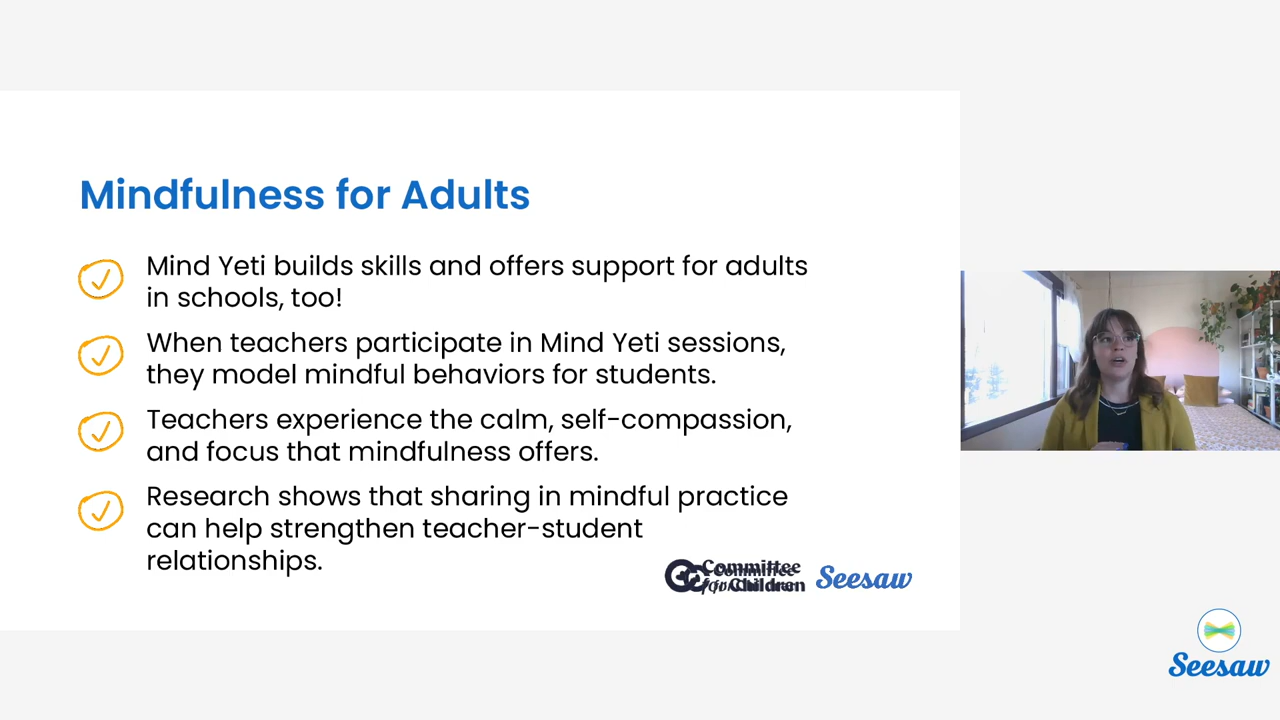 Mindfulness for Adults
Mind Yeti builds skills and offers support for adults
in schools, too!
When teachers participate in Mind Yeti sessions,
they model mindful behaviors for students.
Teachers experience the calm, self-compassion,
and focus that mindfulness offers.
Research shows that sharing in mindful practice
can help strengthen teacher-student
relationships.
Committee
for Children
Seesaw
Seesaw